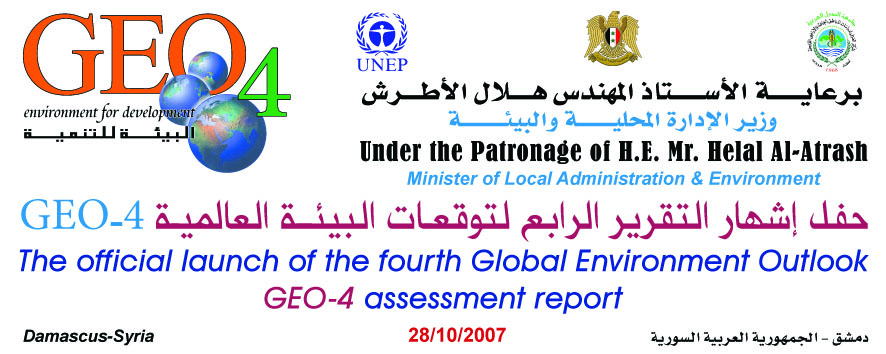 GEO4
environment for development
البيئة للتنمية
UNEP
برعاية الأستاذ المهندس هلال الأطرش
وزير الإدارة المحلية والبيئة
Under the Patronage of H.E. Mr. Helal Al-Atrash
Minister of Local Administration & Environment
حفل إشهار التقرير الرابع لتوقعات البيئة العالمية GEO-4
The official launch of the fourth Global Environment Outlook
GEO-4 assessment report
Damascus-Syria
28/10/2007
دمشق - الجمهورية العربية السورية